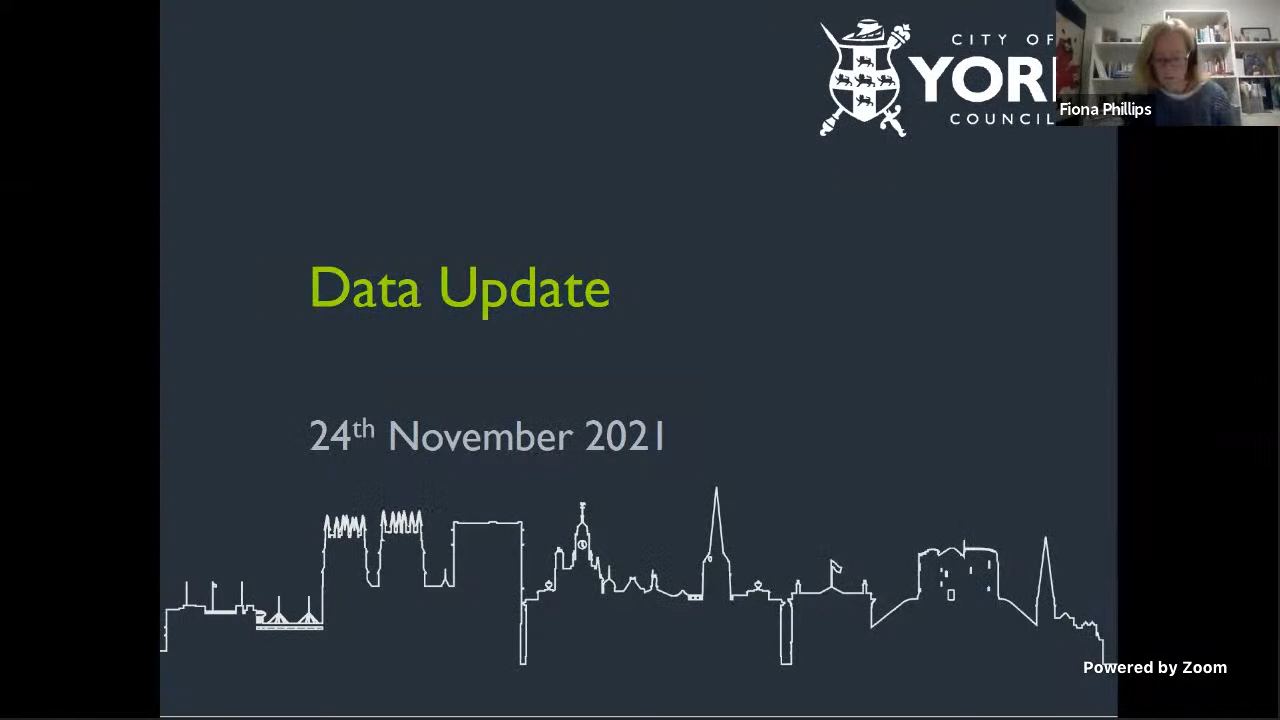 CITY OF
YOR
COUNCIL
Fiona Phillips
Data Update
24th November 2021
Powered by Zoom